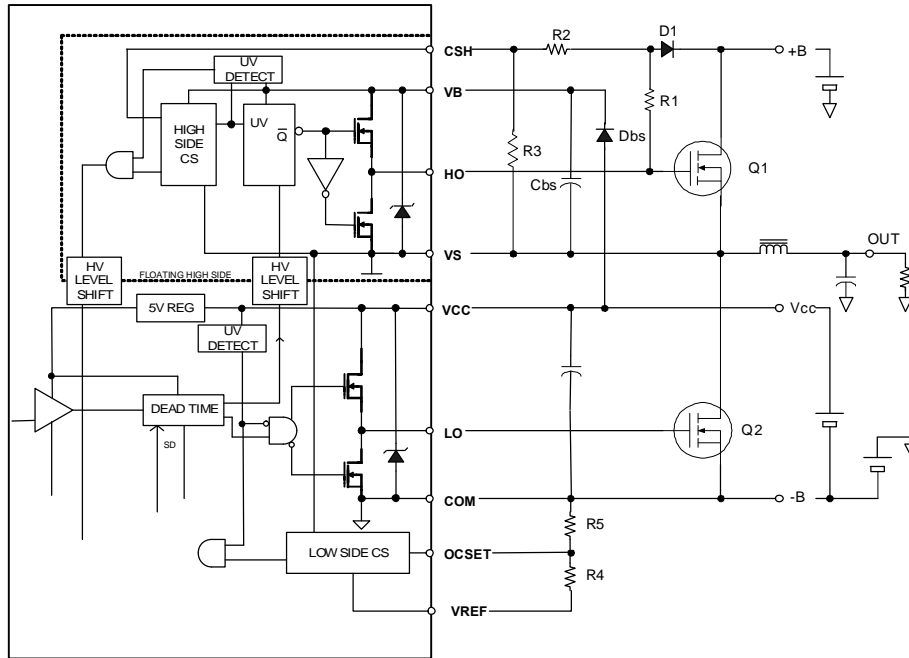 CSH
R2
D1
+B
UV
DETECT
VB
HIGH
SIDE
CS
UV
Q̅
R1
R3
Dbs
Cbs
HO
Q1
VS
OUT
HV
LEVEL
SHIFT
FLOATING HIGH SIDE
HV
LEVEL
SHIFT
5V REG
VCC
Vcc
UV
DETECT
DEAD TIME
SD
LO
Q2
COM
-B
R5
LOW SIDE CS
OCSET
R4
VREF